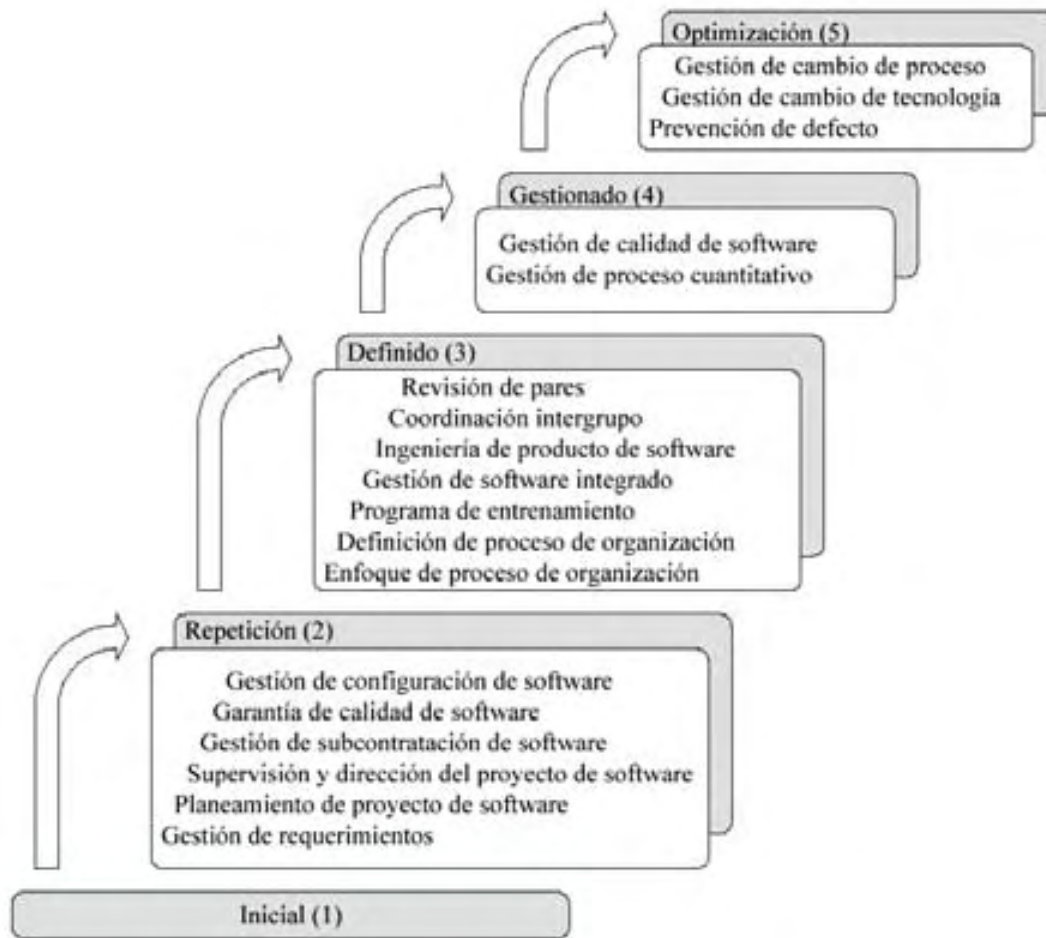 Optimización (5)
Gestión de cambio de proceso
Gestión de cambio de tecnología
Prevención de defecto
Gestionado (4)
Gestión de calidad de software
Gestión de proceso cuantitativo
Definido (3)
Revisión de pares
Coordinación intergrupo
Ingeniería de producto de software
Gestión de software integrado
Programa de entrenamiento
Definición de proceso de organización
Enfoque de proceso de organización
Repetición (2)
Gestión de configuración de software
Garantía de calidad de software
Gestión de subcontratación de software
Supervisión y dirección del proyecto de software
Planeamiento de proyecto de software
Gestión de requerimientos
Inicial (1)